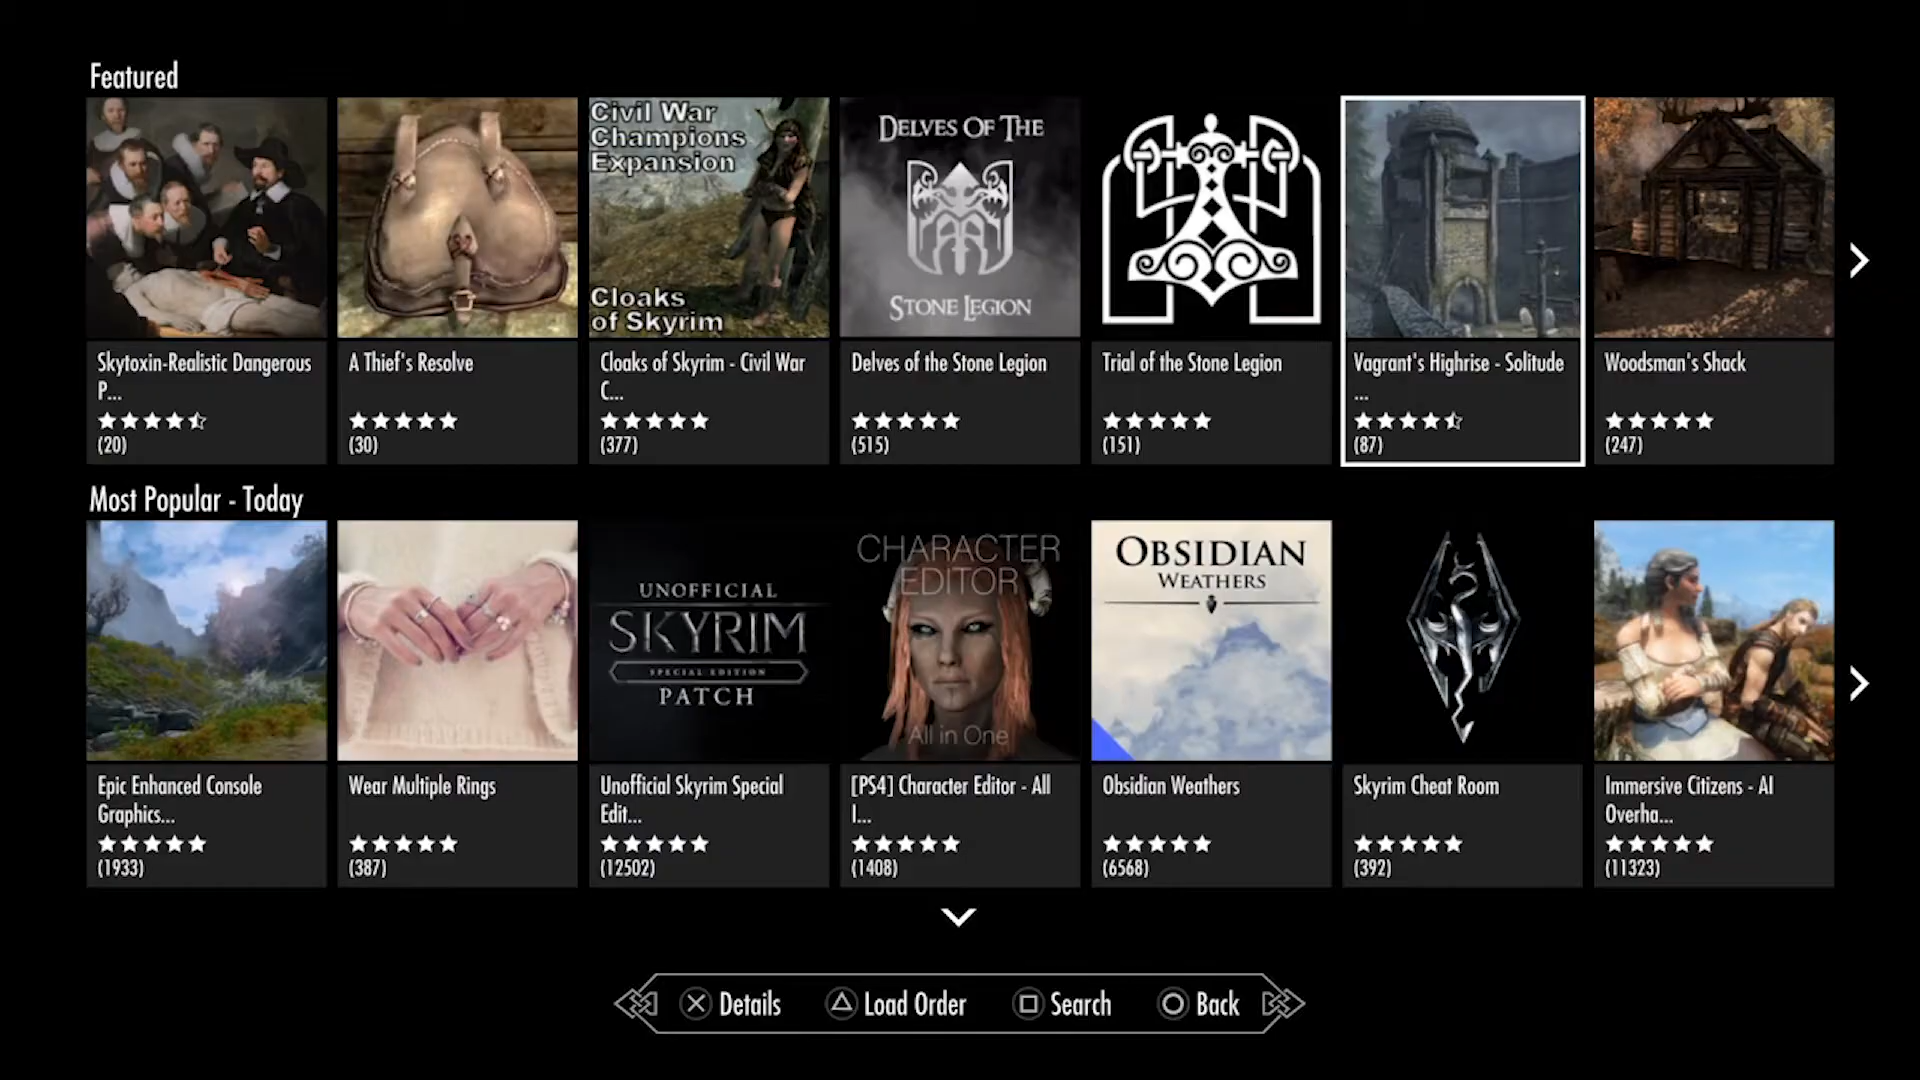 Featured
Civil War
Champions
Expansion
Cloaks
of Skyrim
DELVES OF THE
STONE LEGION
Skytoxin-Realistic Dangerous
P...
(20)
A Thief's Resolve
(30)
Cloaks of Skyrim - Civil War
C...
(377)
Delves of the Stone Legion
(515)
Trial of the Stone Legion
(151)
Vagrant's Highrise - Solitude
...
(87)
Woodsman's Shack
(247)
Most Popular - Today
UNOFFICIAL
SKYRIM
SPECIAL EDITION
PATCH
CHARACTER
EDITOR
All in One
OBSIDIAN
WEATHERS
Epic Enhanced Console
Graphics...
(1933)
Wear Multiple Rings
(387)
Unofficial Skyrim Special
Edit...
(12502)
[PS4] Character Editor - All
I...
(1408)
Obsidian Weathers
(6568)
Skyrim Cheat Room
(392)
Immersive Citizens - AI
Overha...
(11323)
Details Load Order Search Back